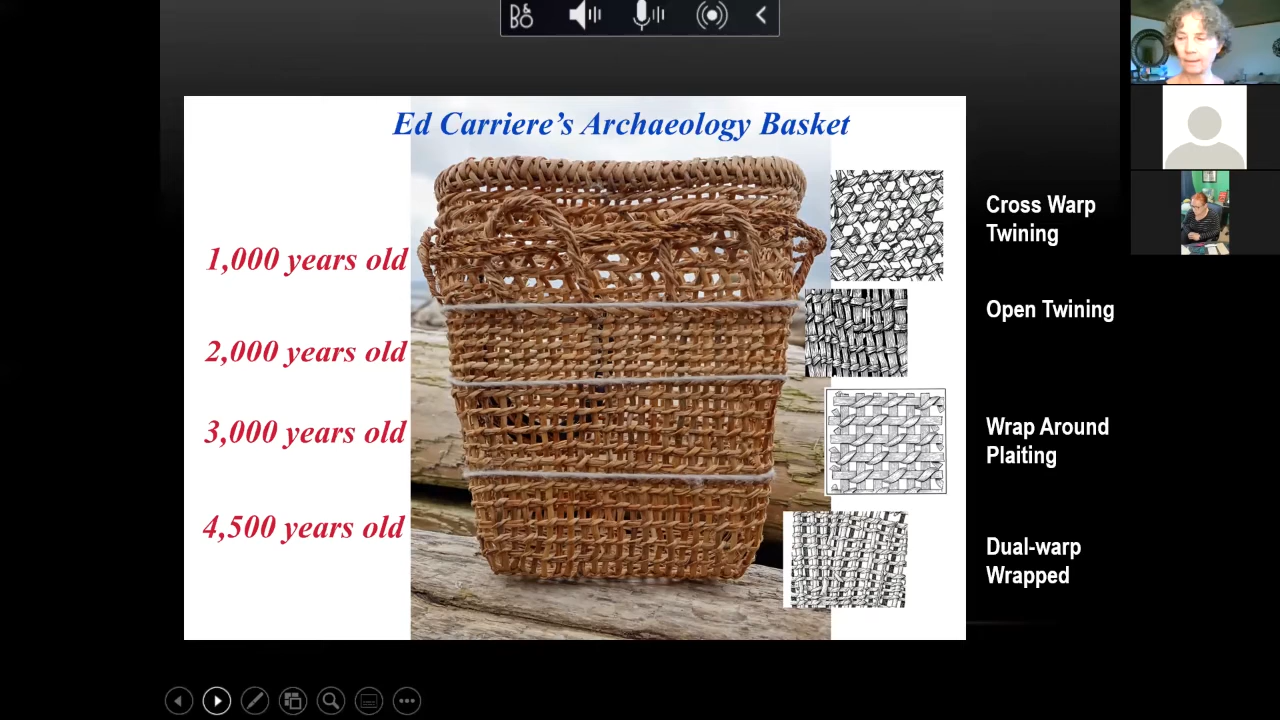 B&O
Ed Carriere's Archaeology Basket
1,000 years old
2,000 years old
3,000 years old
4,500 years old
Cross Warp
Twining
Open Twining
Wrap Around
Plaiting
Dual-warp
Wrapped